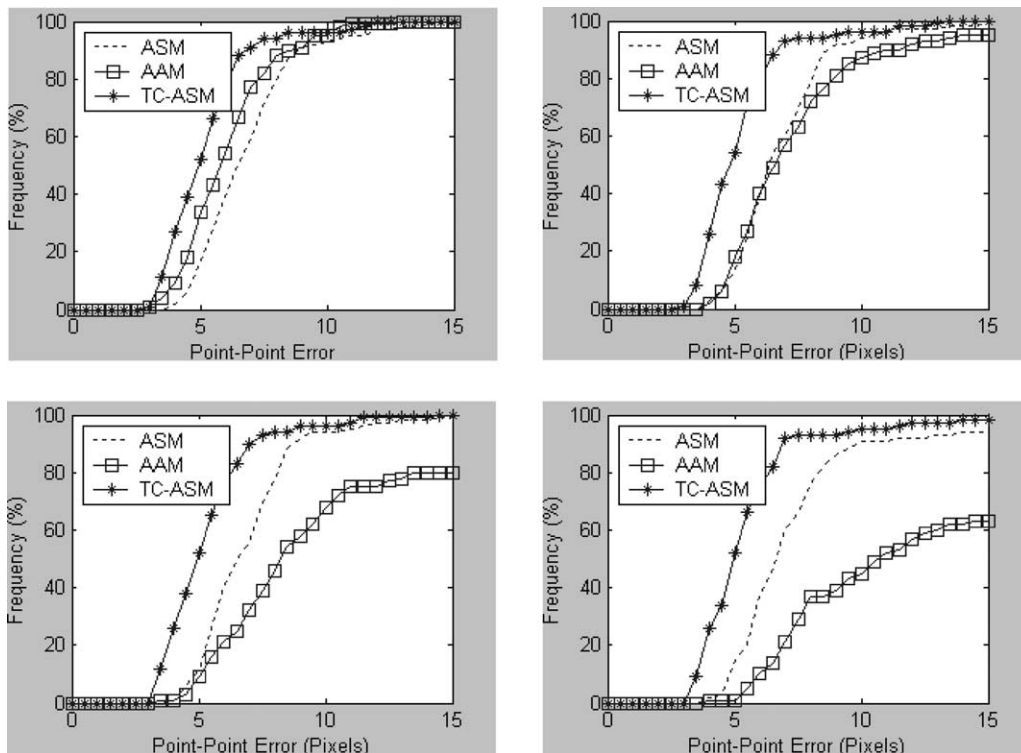 100
80
60
40
20
0
Frequency (%)
ASM
AAM
TC-ASM
0 5 10 15
Point-Point Error
100
80
60
40
20
0
Frequency (%)
ASM
AAM
TC-ASM
0 5 10 15
Point-Point Error (Pixels)
100
80
60
40
20
0
Frequency (%)
ASM
AAM
TC-ASM
0 5 10 15
Point-Point Error (Pixels)
100
80
60
40
20
0
Frequency (%)
ASM
AAM
TC-ASM
0 5 10 15
Point-Point Error (Pixels)